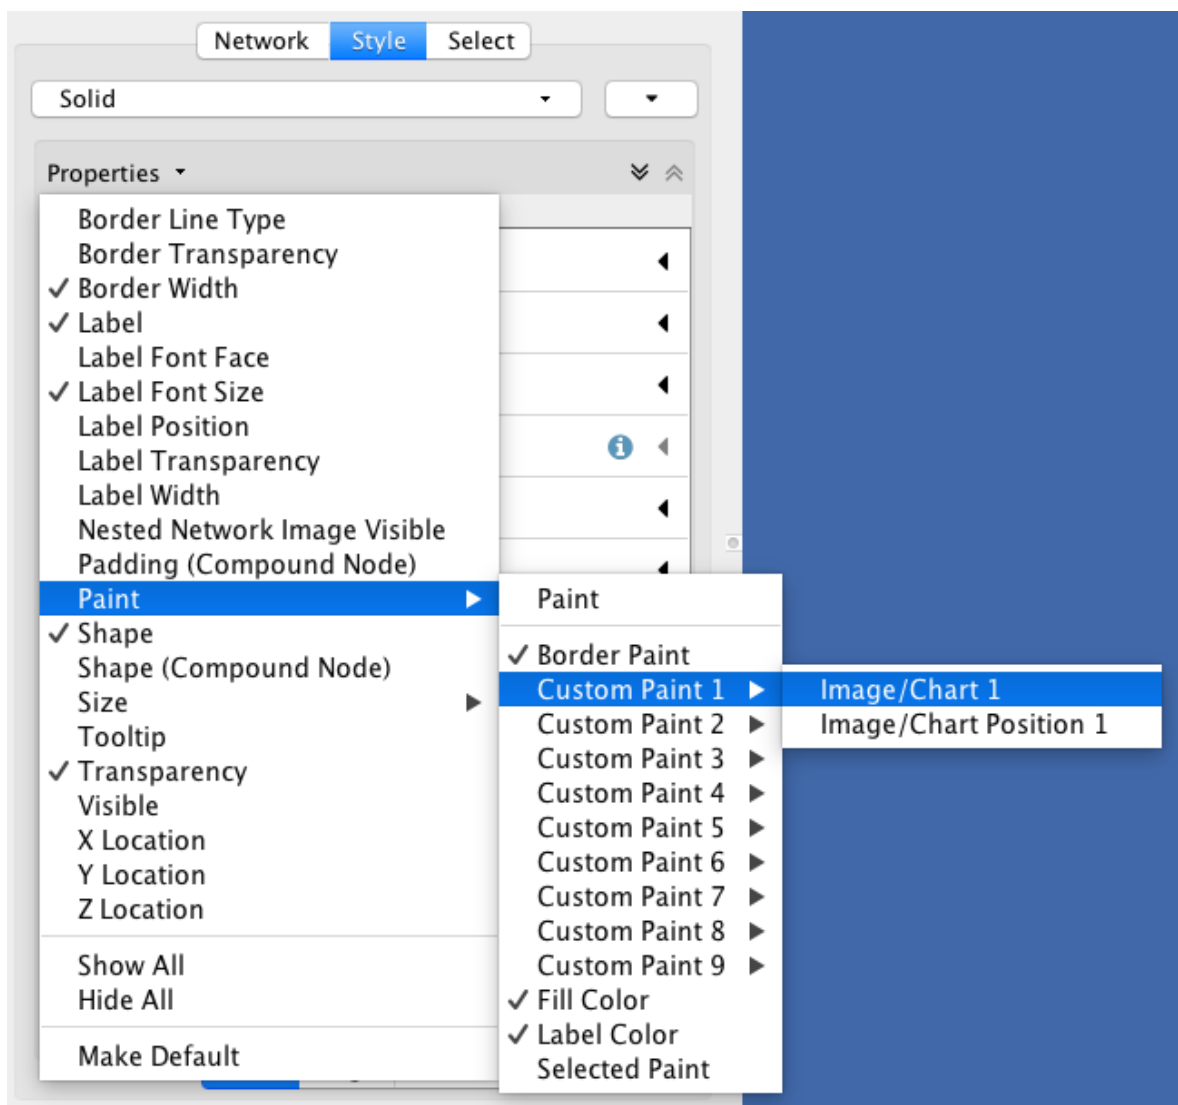 Network Style Select
Solid
Properties
Border Line Type
Border Transparency
✓ Border Width
✓ Label
Label Font Face
✓ Label Font Size
Label Position
Label Transparency
Label Width
Nested Network Image Visible
Padding (Compound Node)
Paint
✓ Shape
Shape (Compound Node)
Size
Tooltip
✓ Transparency
Visible
X Location
Y Location
Z Location
Show All
Hide All
Make Default
Paint
✓ Border Paint
Custom Paint 1
Custom Paint 2
Custom Paint 3
Custom Paint 4
Custom Paint 5
Custom Paint 6
Custom Paint 7
Custom Paint 8
Custom Paint 9
✓ Fill Color
✓ Label Color
Selected Paint
Image/Chart 1
Image/Chart Position 1